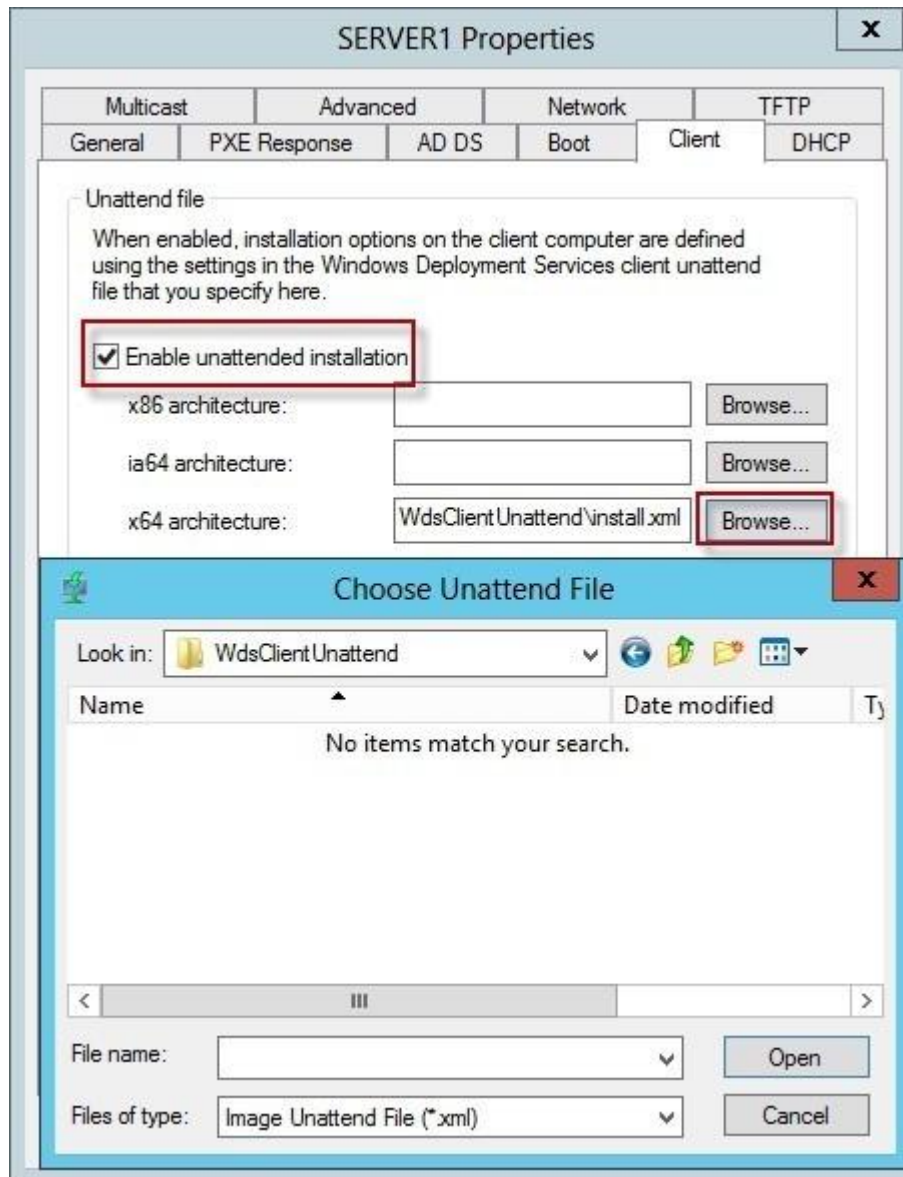 SERVER1 Properties
x
Multicast Advanced Network TFTP
General PXE Response AD DS Boot Client DHCP
Unattend file
When enabled, installation options on the client computer are defined
using the settings in the Windows Deployment Services client unattend
file that you specify here.
Enable unattended installation
x86 architecture: Browse...
ia64 architecture: Browse...
x64 architecture: WdsClientUnattend\install.xml Browse...
Choose Unattend File
x
Look in: WdsClientUnattend
Name Date modified Ty
No items match your search.
File name: Open
Files of type: Image Unattend File (*.xml) Cancel